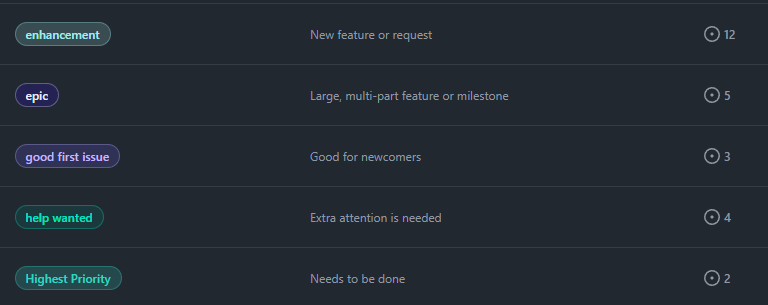 enhancement New feature or request 12
epic Large, multi-part feature or milestone 5
good first issue Good for newcomers 3
help wanted Extra attention is needed 4
Highest Priority Needs to be done 2